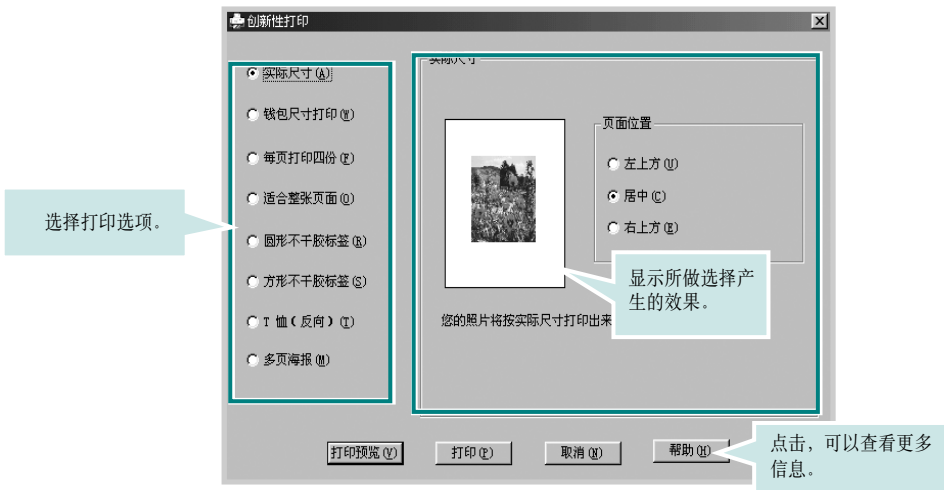 创新性打印
实际尺寸(A)
钱包尺寸打印(W)
每页打印四份(F)
适合整张页面(O)
圆形不干胶标签(R)
方形不干胶标签(S)
T 恤(反向)(T)
多页海报(M)
选择打印选项。
实际尺寸
页面位置
左上方(U)
居中(C)
右上方(E)
显示所做选择产
生的效果。
您的照片将按实际尺寸打印出来
打印预览(V)
打印(P)
取消(N)
帮助(H)
点击，可以查看更多
信息。